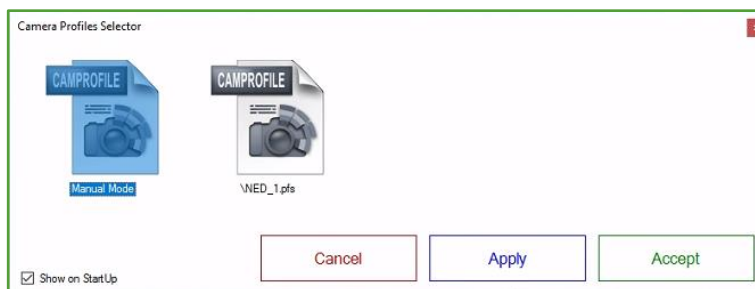 Camera Profiles Selector
CAMPROFILE
CAMPROFILE
Manual Mode
\NED_1.pfs
Cancel
Apply
Accept
Show on StartUp